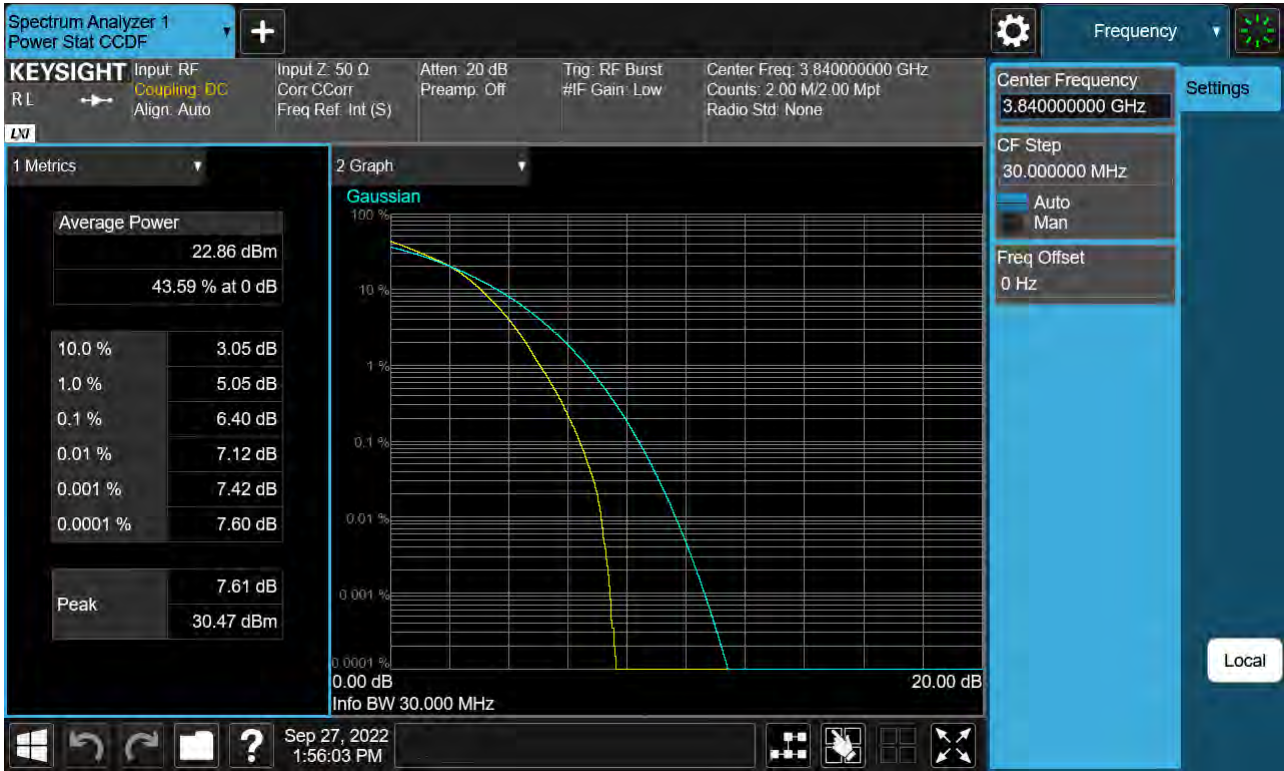 Spectrum Analyzer 1
Power Stat CCDF
+
Frequency
KEYSIGHT
RL
LXI
Input: RF
Coupling: DC
Align: Auto
Input Z: 50 Ω
Corr CCorr
Freq Ref: Int (S)
Atten: 20 dB
Preamp: Off
Trig: RF Burst
#IF Gain: Low
Center Freq: 3.840000000 GHz
Counts: 2.00 M/2.00 Mpt
Radio Std: None
Center Frequency
3.840000000 GHz
Settings
CF Step
30.000000 MHz
Auto
Man
Freq Offset
0 Hz
1 Metrics
Average Power
22.86 dBm
43.59 % at 0 dB
10.0 % 3.05 dB
1.0 % 5.05 dB
0.1 % 6.40 dB
0.01 % 7.12 dB
0.001 % 7.42 dB
0.0001 % 7.60 dB
Peak
7.61 dB
30.47 dBm
2 Graph
Gaussian
100 %
10 %
1 %
0.1 %
0.01 %
0.001 %
0.0001 %
0.00 dB
20.00 dB
Info BW 30.000 MHz
Local
?
Sep 27, 2022
1:56:03 PM